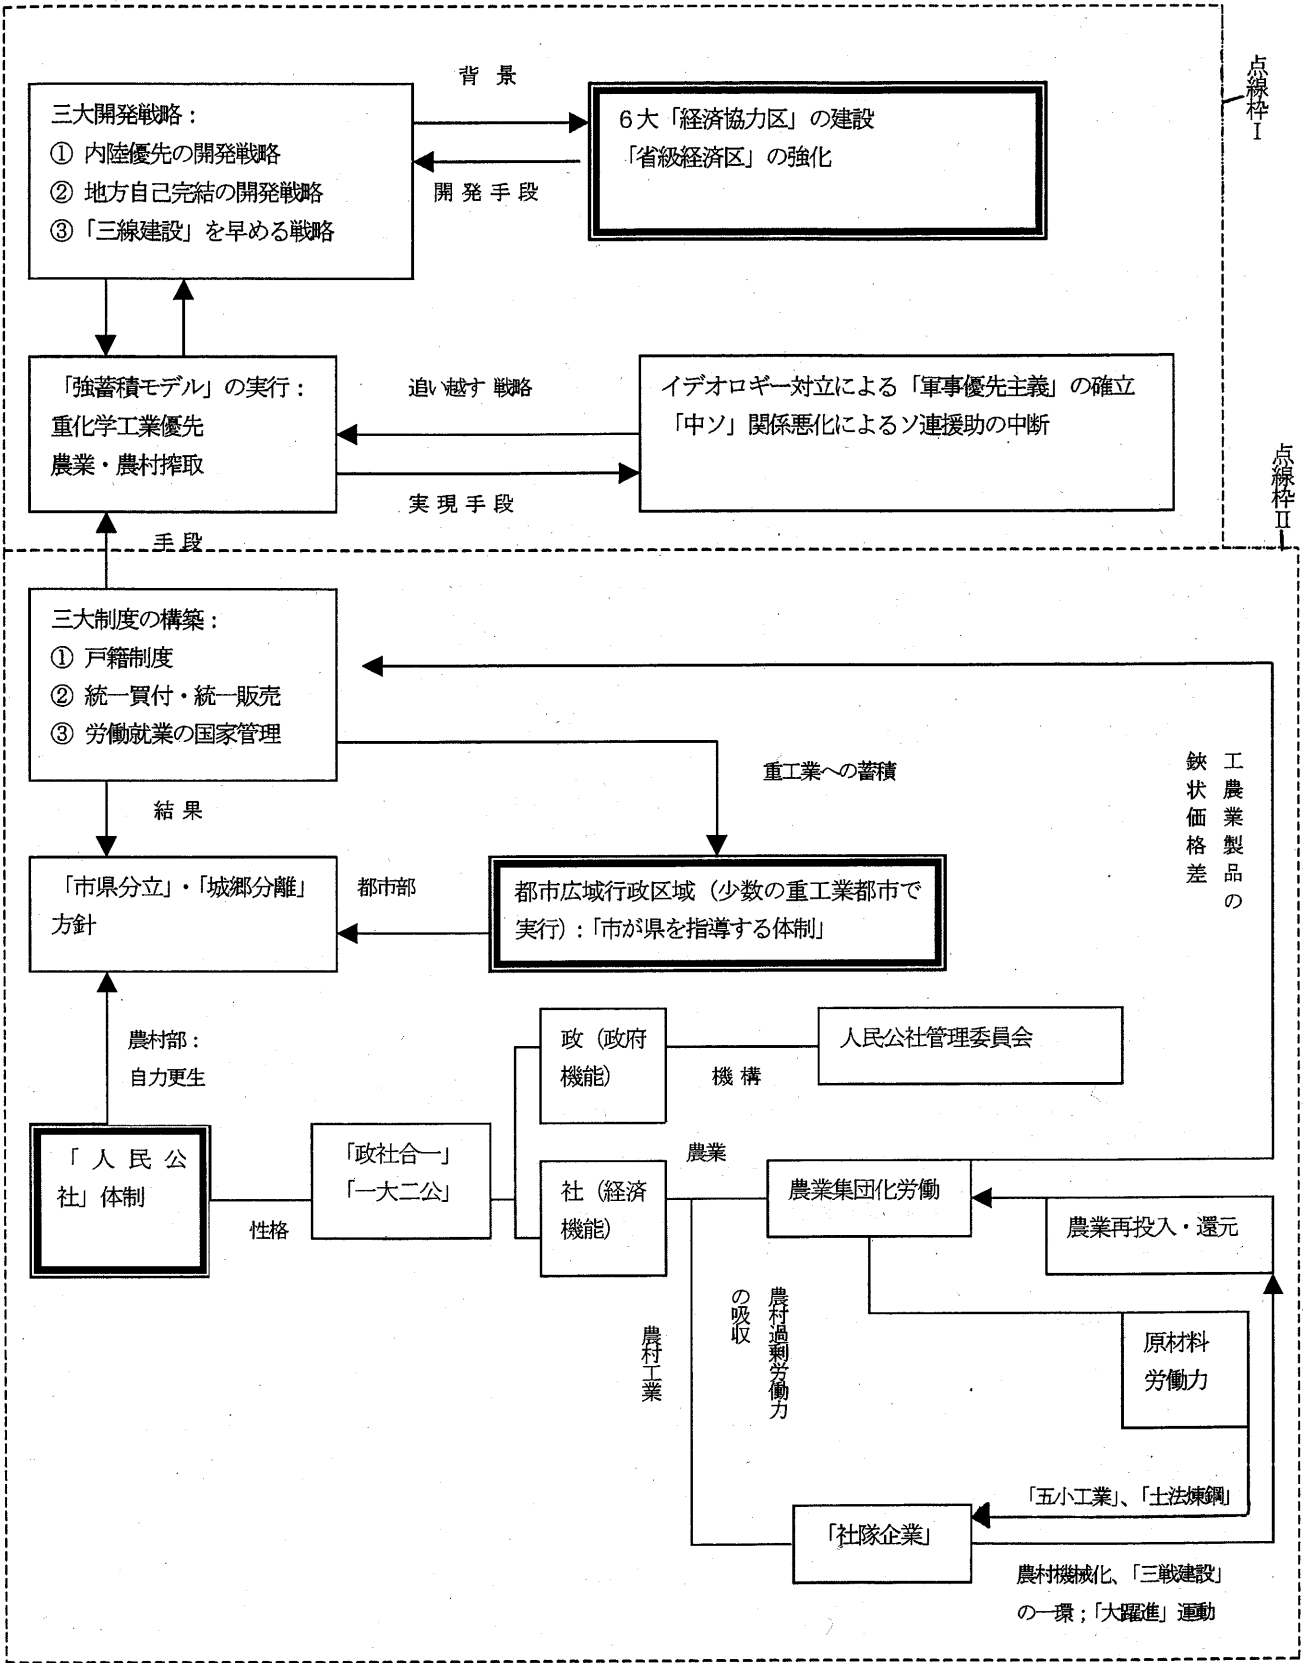 点線枠Ⅰ
背 景
三大開発戦略：
① 内陸優先の開発戦略
② 地方自己完結の開発戦略
③「三線建設」を早める戦略
6大「経済協力区」の建設
「省級経済区」の強化
開 発 手 段
「強蓄積モデル」の実行：
重化学工業優先
農業・農村搾取
追い越す 戦略
実 現 手 段
イデオロギー対立による「軍事優先主義」の確立
「中ソ」関係悪化によるソ連援助の中断
点線枠Ⅱ
手 段
三大制度の構築：
① 戸籍制度
② 統一買付・統一販売
③ 労働就業の国家管理
重工業への蓄積
工農業製品の
鋏状価格差
結 果
「市県分立」・「城郷分離」
方針
都市部
都市広域行政区域（少数の重工業都市で
実行）：「市が県を指導する体制」
農村部：
自力更生
「 人 民 公
社」体制
性格
「政社合一」
「一大二公」
政（政府
機能）
機 構
人民公社管理委員会
社（経済
機能）
農業
農業集団化労働
農業再投入・還元
農村過剰労働力
の吸収
農村工業
原材料
労働力
「五小工業」、「土法煉鋼」
「社隊企業」
農村機械化、「三戦建設」
の一環；「大躍進」運動